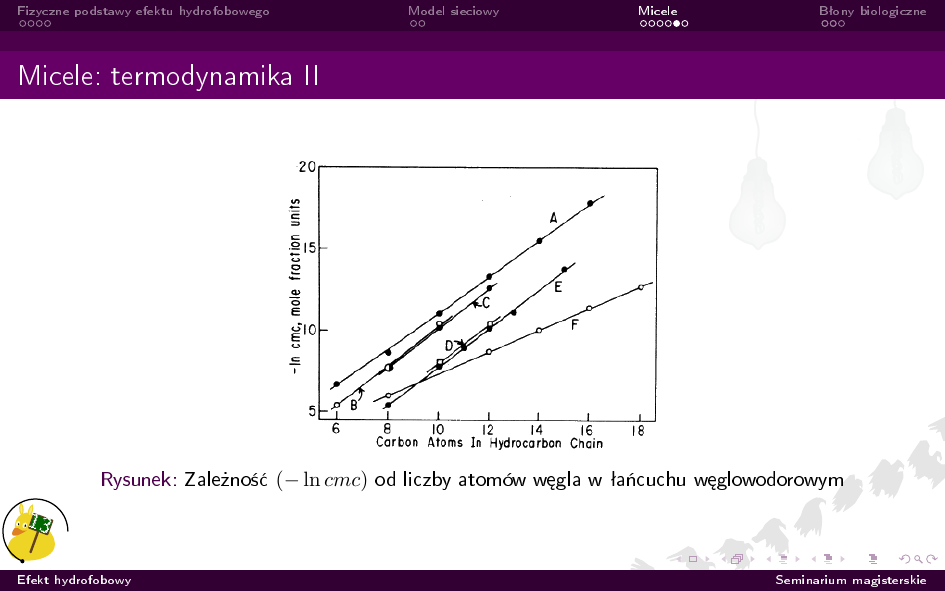 Fizyczne podstawy efektu hydrofobowego Model sieciowy Micele Błony biologiczne
Micele: termodynamika II
20
15
10
5
-ln cmc, mole fraction units
A
C
E
D
F
B
6 8 10 12 14 16 18
Carbon Atoms In Hydrocarbon Chain
Rysunek: Zależność (− ln cmc) od liczby atomów węgla w łańcuchu węglowodorowym
13
Efekt hydrofobowy Seminarium magisterskie